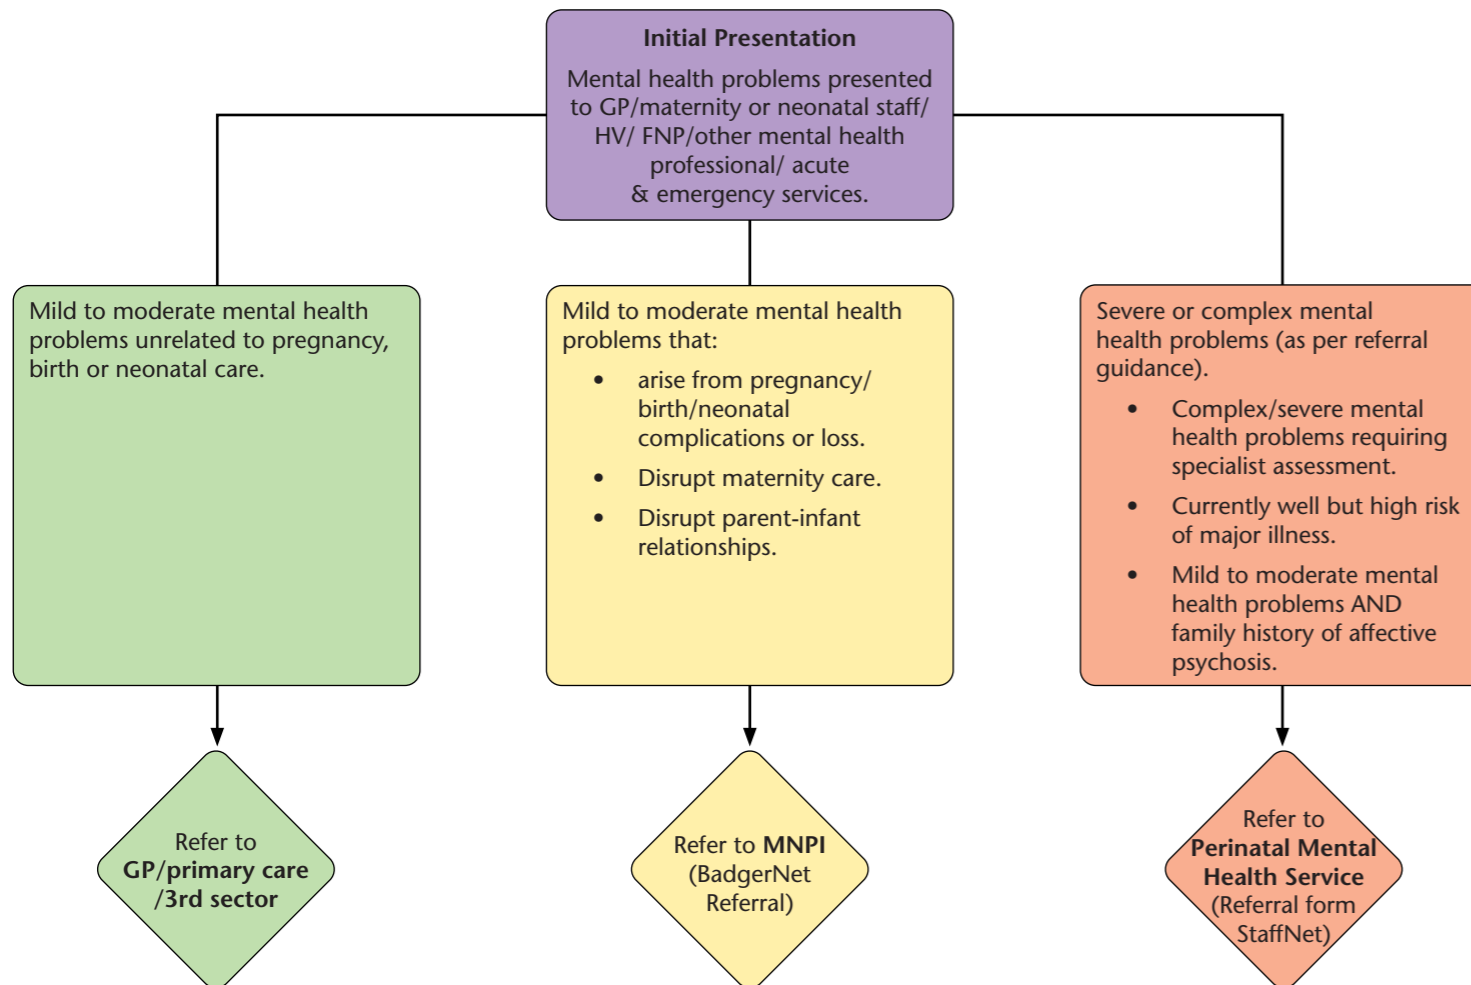 Initial Presentation
Mental health problems presented
to GP/maternity or neonatal staff/
HV/ FNP/other mental health
professional/ acute
& emergency services.
Mild to moderate mental health
problems unrelated to pregnancy,
birth or neonatal care.
Mild to moderate mental health
problems that:
• arise from pregnancy/
birth/neonatal
complications or loss.
• Disrupt maternity care.
• Disrupt parent-infant
relationships.
Severe or complex mental
health problems (as per referral
guidance).
• Complex/severe mental
health problems requiring
specialist assessment.
• Currently well but high risk
of major illness.
• Mild to moderate mental
health problems AND
family history of affective
psychosis.
Refer to
GP/primary care
/3rd sector
Refer to MNPI
(BadgerNet
Referral)
Refer to
Perinatal Mental
Health Service
(Referral form
StaffNet)